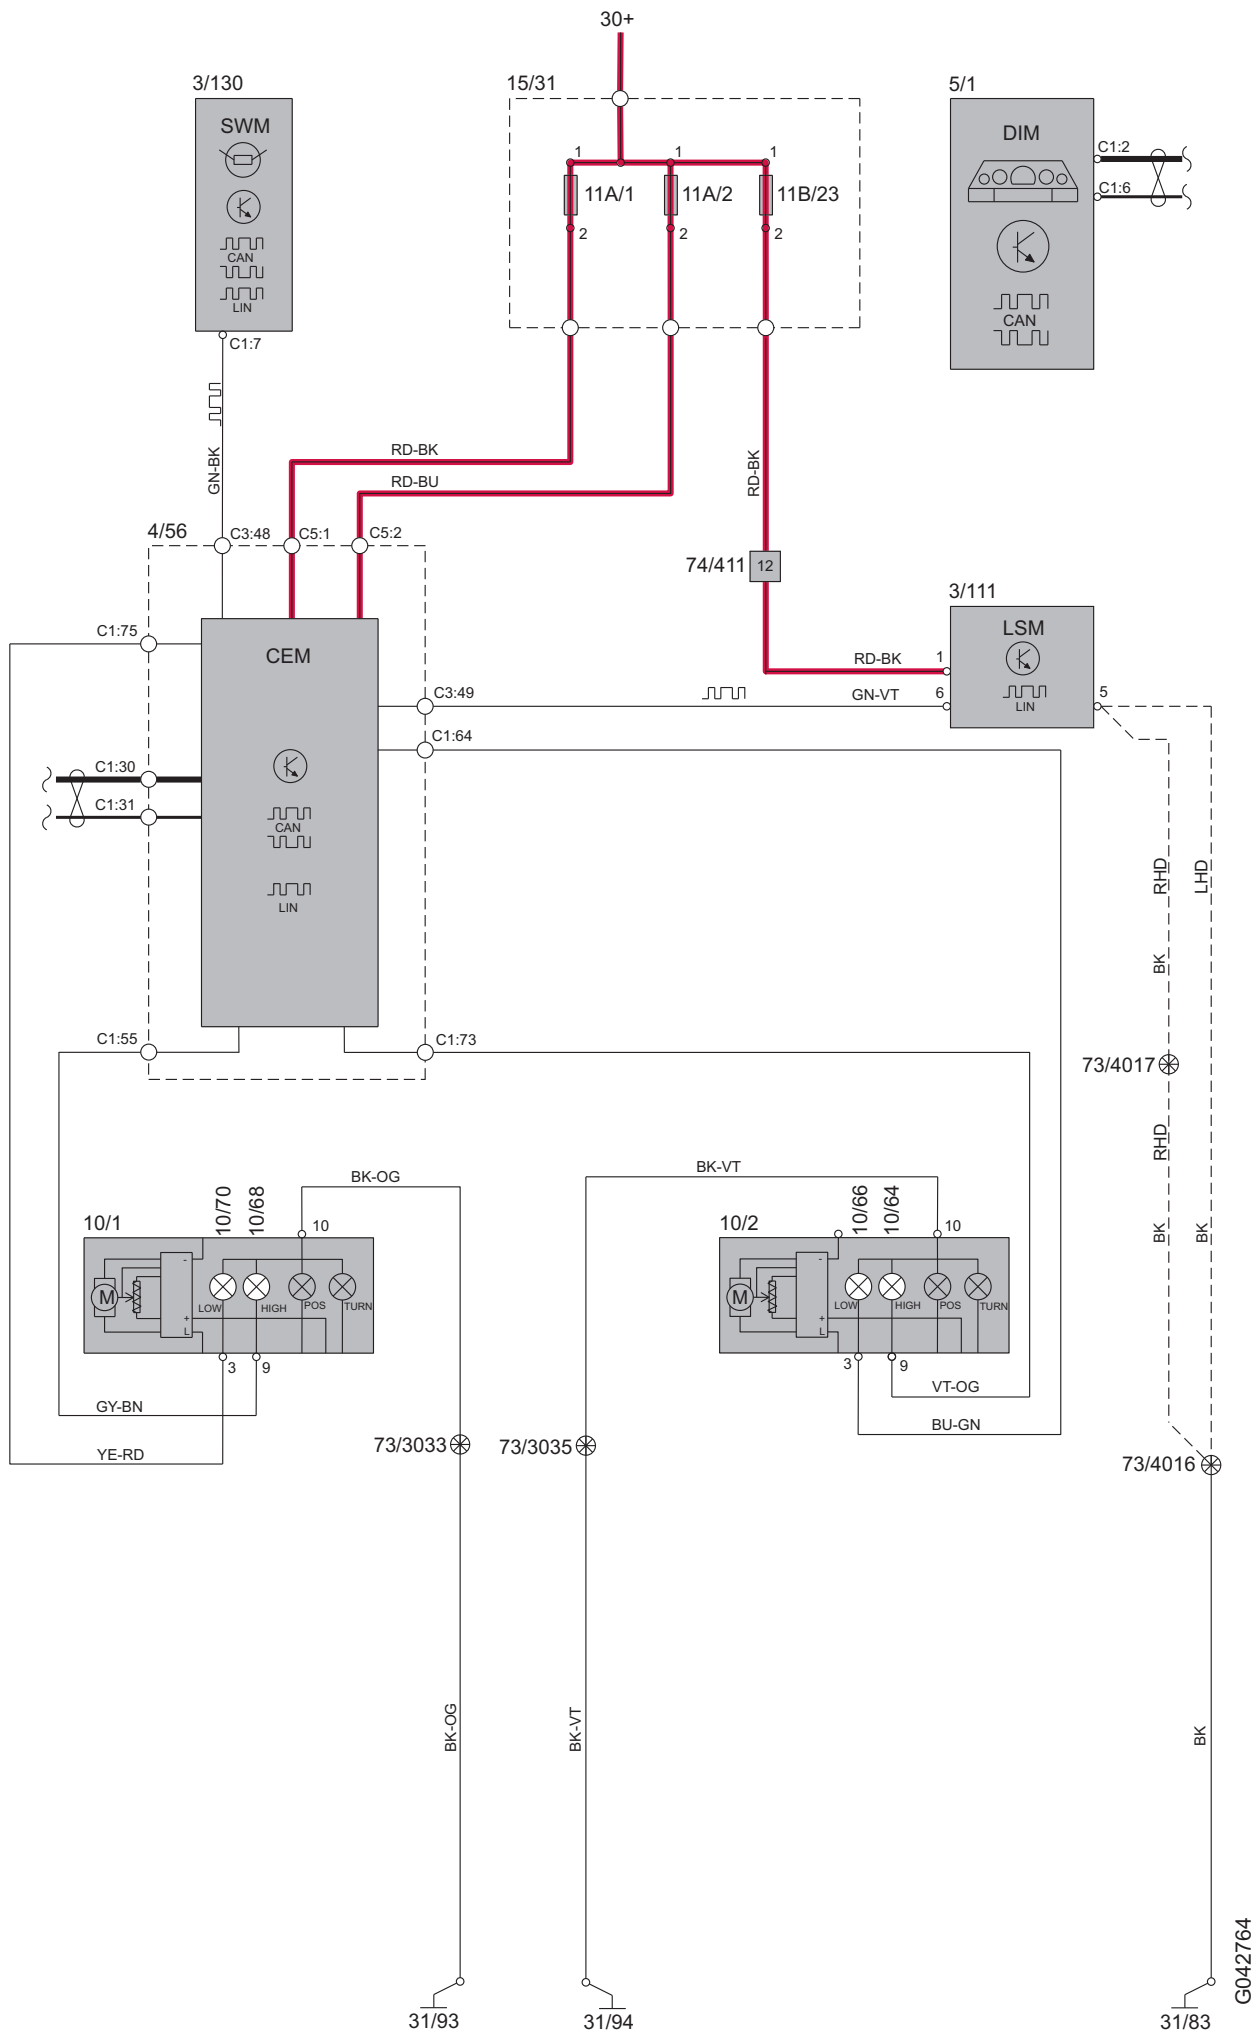 30+
3/130
15/31
5/1
SWM
DIM
C1:2
1
1
1
11A/1
11A/2
11B/23
C1:6
2
2
2
CAN
LIN
CAN
C1:7
RD-BK
RD-BU
GN-BK
RD-BK
4/56
C3:48
C5:1
C5:2
74/411
12
3/111
C1:75
LSM
CEM
RD-BK
1
C3:49
GN-VT
6
LIN
5
C1:64
C1:30
C1:31
CAN
RHD
LHD
LIN
BK
C1:55
C1:73
73/4017
RHD
BK-OG
BK-VT
10/70
10/68
10/66
10/64
10/1
10
10/2
10
BK
BK
-
-
M
M
LOW
HIGH
POS
TURN
LOW
HIGH
POS
TURN
+
+
L
L
3
9
3
9
VT-OG
GY-BN
BU-GN
YE-RD
73/3033
73/3035
73/4016
BK-OG
BK-VT
BK
G042764
31/93
31/94
31/83